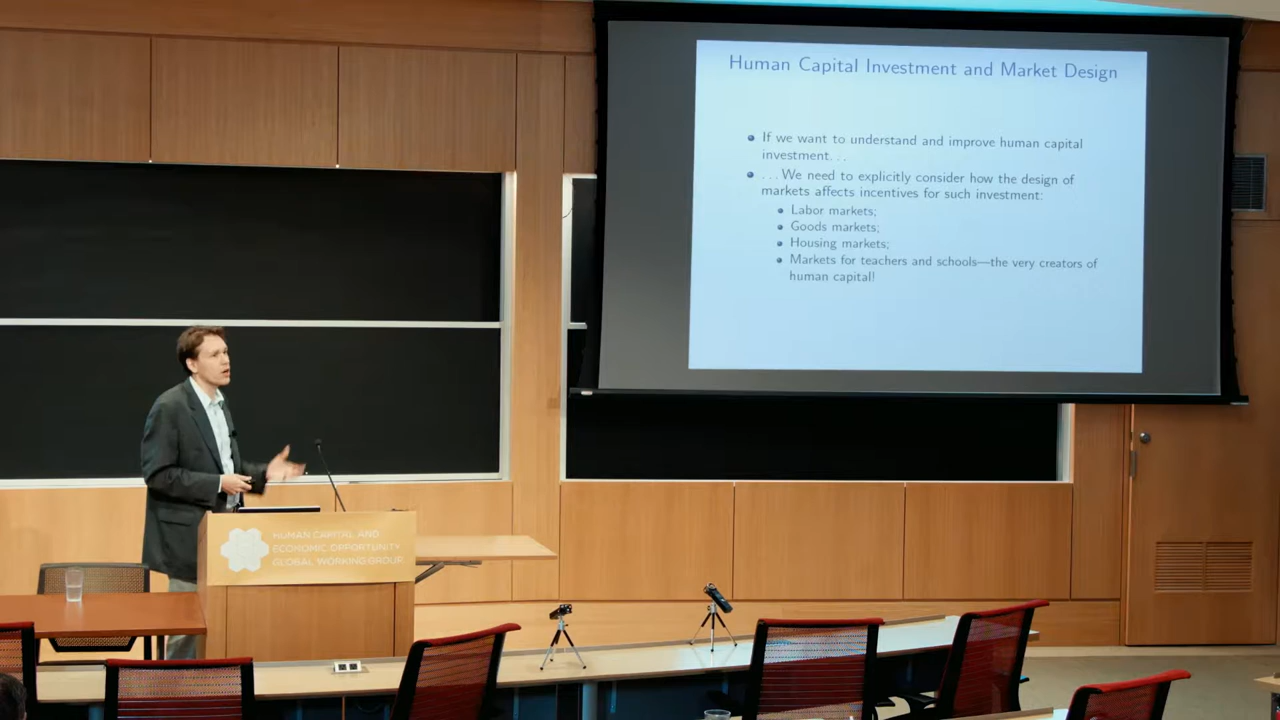 Human Capital Investment and Market Design
If we want to understand and improve human capital
investment. . .
. . . We need to explicitly consider how the design of
markets affects incentives for such investment:
Labor markets;
Goods markets;
Housing markets;
Markets for teachers and schools—the very creators of
human capital!
HUMAN CAPITAL AND
ECONOMIC OPPORTUNITY
GLOBAL WORKING GROUP